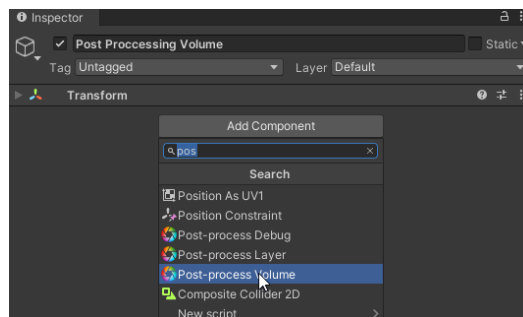 Inspector
Post Proccessing Volume
Static
Tag Untagged Layer Default
Transform
Add Component
pos
Search
Position As UV1
Position Constraint
Post-process Debug
Post-process Layer
Post-process Volume
Composite Collider 2D
New script